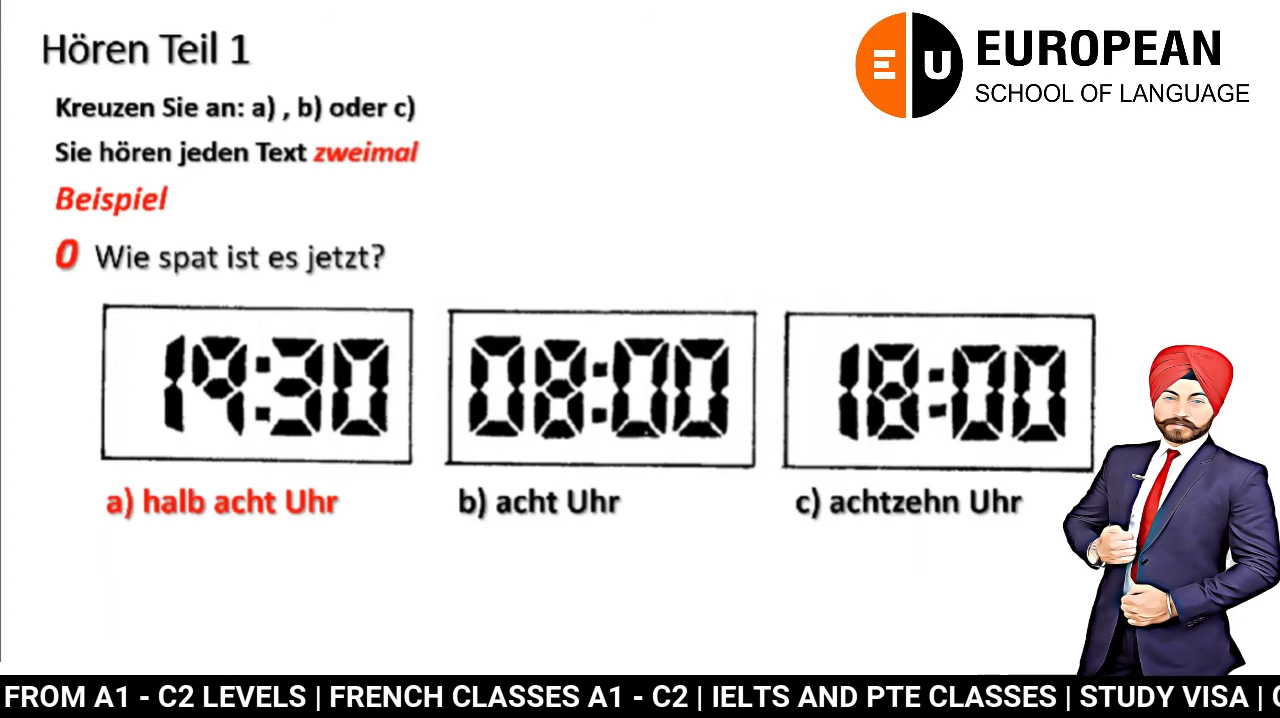 Hören Teil 1
EUROPEAN
SCHOOL OF LANGUAGE
EU
Kreuzen Sie an: a) , b) oder c)
Sie hören jeden Text zweimal
Beispiel
0 Wie spat ist es jetzt?
19:30 08:00 18:00
a) halb acht Uhr b) acht Uhr c) achtzehn Uhr
FROM A1 - C2 LEVELS | FRENCH CLASSES A1 - C2 | IELTS AND PTE CLASSES | STUDY VISA |